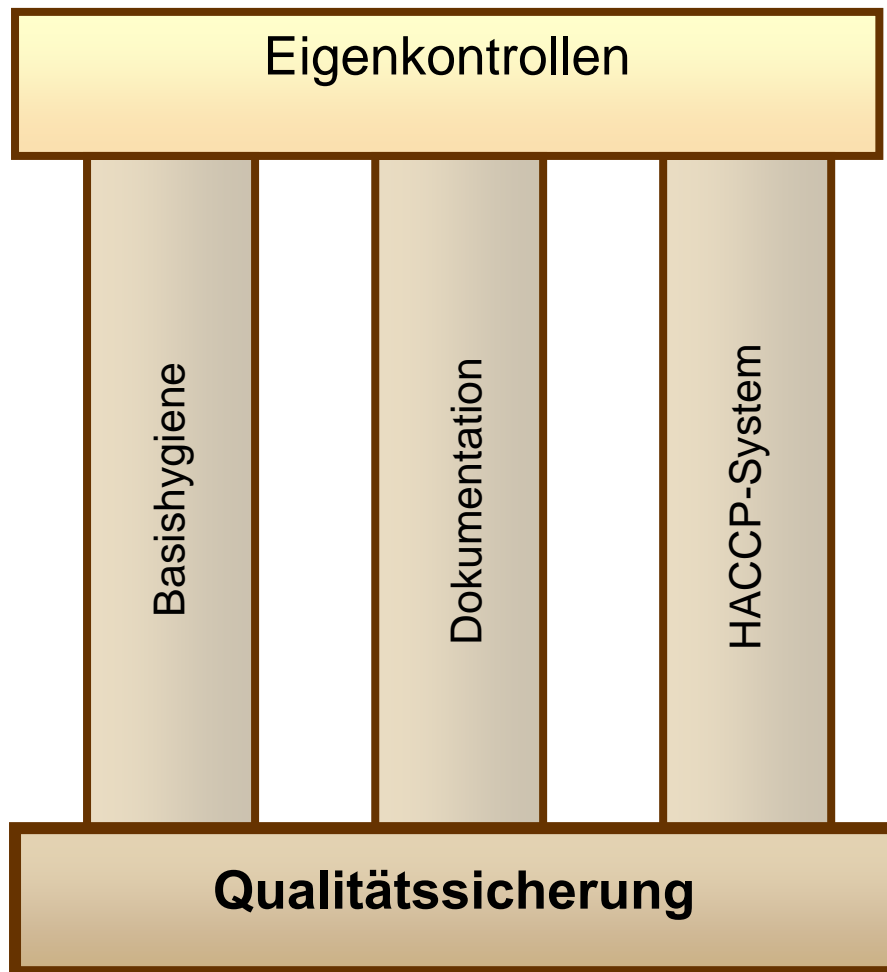 Eigenkontrollen
Basishygiene
Dokumentation
HACCP-System
Qualitätssicherung